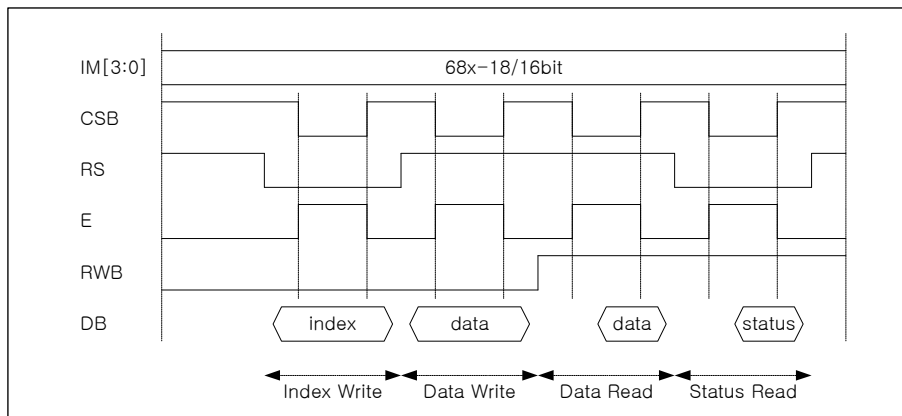 IM[3:0] 68x-18/16bit
CSB
RS
E
RWB
DB index data data status
Index Write Data Write Data Read Status Read